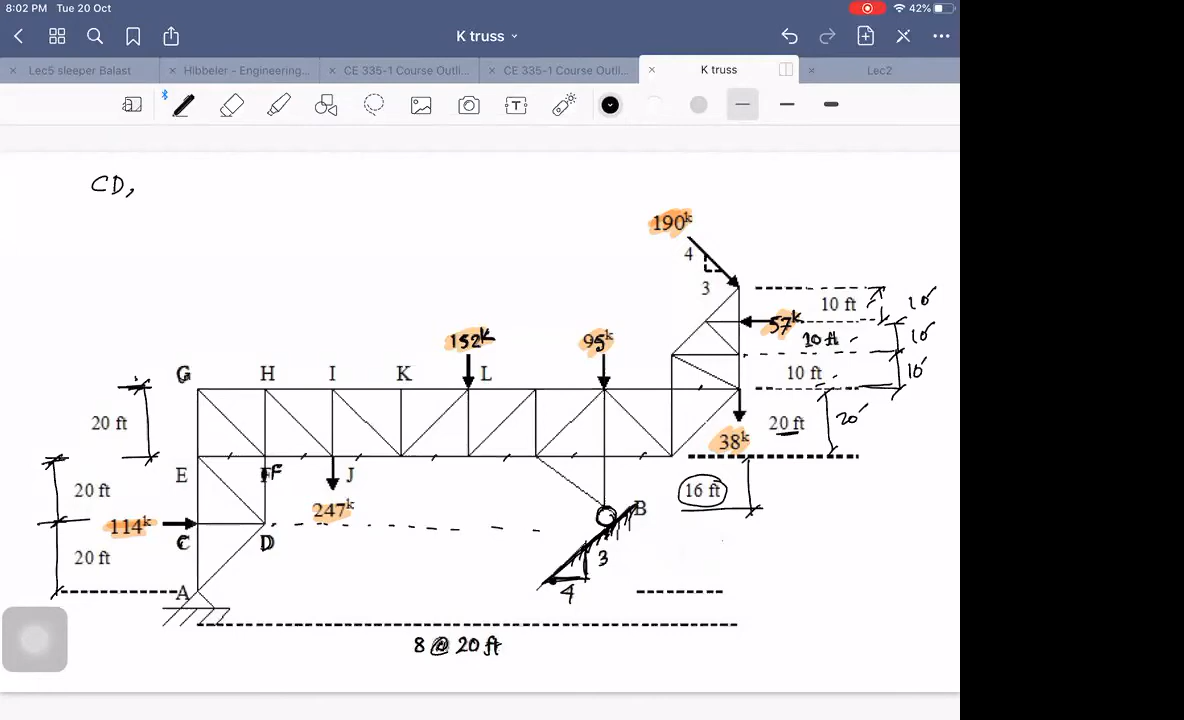 8:02 PM Tue 20 Oct
42%
K truss
Lec5 sleeper Balast
Hibbeler - Engineering...
CE 335-1 Course Outli...
CE 335-1 Course Outli...
K truss
Lec2
CD,
190k
4
3
10 ft
10'
57k
10 ft
10'
152k
95k
10 ft
10'
G
H
I
K
L
20 ft
20 ft
20'
38k
E
F
J
20 ft
16 ft
247k
B
114k
C
D
3
20 ft
4
A
8 @ 20 ft